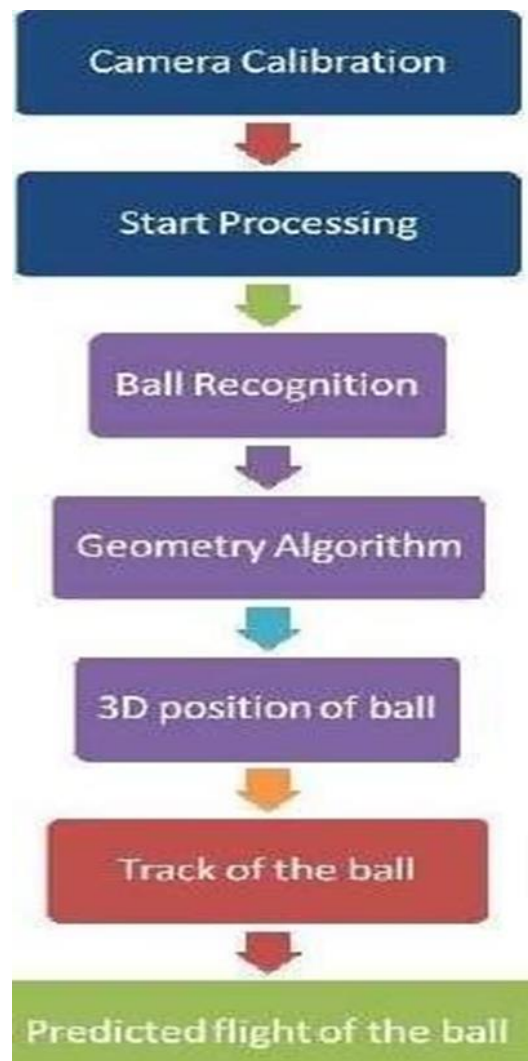 Camera Calibration
Start Processing
Ball Recognition
Geometry Algorithm
3D position of ball
Track of the ball
Predicted flight of the ball